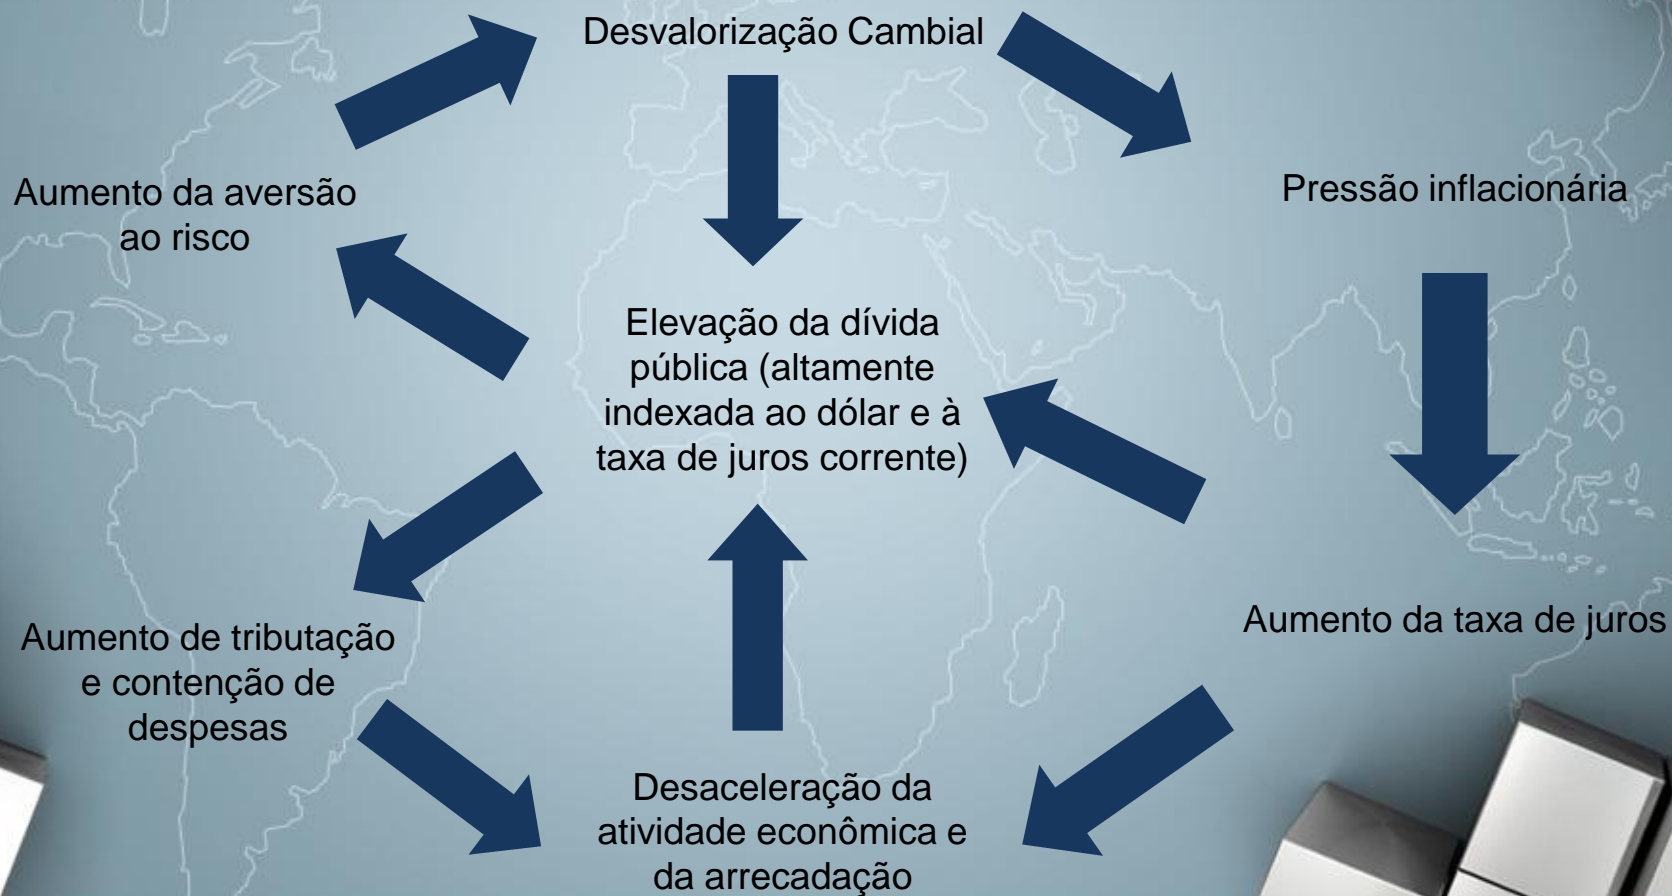 Desvalorização Cambial
Aumento da aversão
ao risco
Pressão inflacionária
Elevação da dívida
pública (altamente
indexada ao dólar e à
taxa de juros corrente)
Aumento de tributação
e contenção de
despesas
Aumento da taxa de juros
Desaceleração da
atividade econômica e
da arrecadação